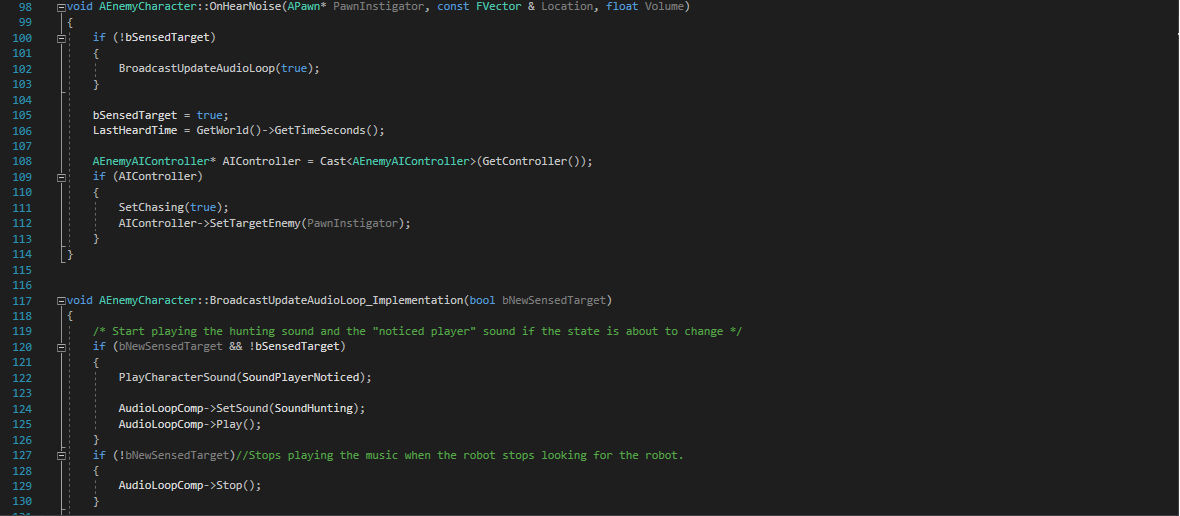 98 void AEnemyCharacter::OnHearNoise(APawn* PawnInstigator, const FVector & Location, float Volume)
99 {
100 if (!bSensedTarget)
101 {
102 BroadcastUpdateAudioLoop(true);
103 }
104
105 bSensedTarget = true;
106 LastHeardTime = GetWorld()->GetTimeSeconds();
107
108 AEnemyAIController* AIController = Cast<AEnemyAIController>(GetController());
109 if (AIController)
110 {
111 SetChasing(true);
112 AIController->SetTargetEnemy(PawnInstigator);
113 }
114 }
115
116
117 void AEnemyCharacter::BroadcastUpdateAudioLoop_Implementation(bool bNewSensedTarget)
118 {
119 /* Start playing the hunting sound and the "noticed player" sound if the state is about to change */
120 if (bNewSensedTarget && !bSensedTarget)
121 {
122 PlayCharacterSound(SoundPlayerNoticed);
123
124 AudioLoopComp->SetSound(SoundHunting);
125 AudioLoopComp->Play();
126 }
127 if (!bNewSensedTarget)//Stops playing the music when the robot stops looking for the robot.
128 {
129 AudioLoopComp->Stop();
130 }